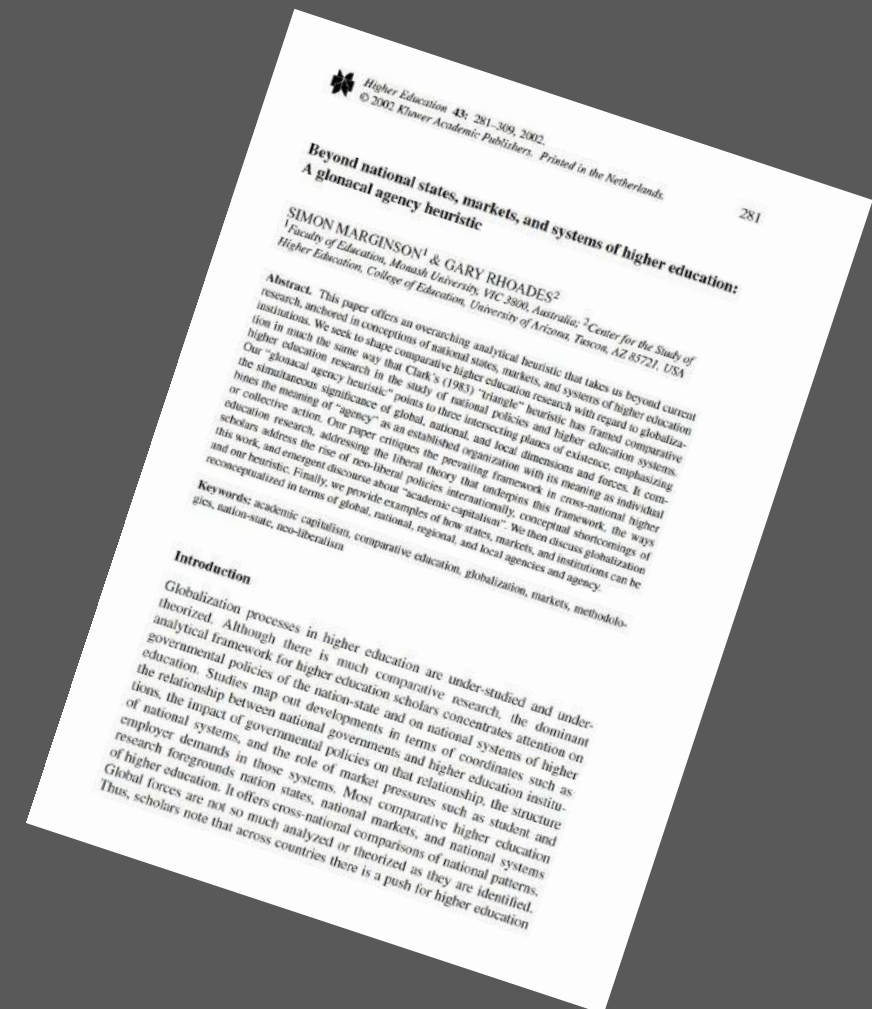 Higher Education 43: 281–309, 2002.
© 2002 Kluwer Academic Publishers. Printed in the Netherlands.
281
Beyond national states, markets, and systems of higher education:
A glonacal agency heuristic
SIMON MARGINSON¹ & GARY RHOADES²
¹Faculty of Education, Monash University, VIC 3800, Australia; ²Center for the Study of
Higher Education, College of Education, University of Arizona, Tuscon, AZ 85721, USA
Abstract. This paper offers an overarching analytical heuristic that takes us beyond current
research, anchored in conceptions of national states, markets, and systems of higher education
institutions. We seek to shape comparative higher education research with regard to globaliza-
tion in much the same way that Clark's (1983) "triangle" heuristic has framed comparative
higher education research in the study of national policies and higher education systems.
Our "glonacal agency heuristic" points to three intersecting planes of existence, emphasizing
the simultaneous significance of global, national, and local dimensions and forces. It com-
bines the meaning of "agency" as an established organization with its meaning as individual
or collective action. Our paper critiques the prevailing framework in cross-national higher
education research, addressing the liberal theory that underpins this framework, the ways
scholars address the rise of neo-liberal policies internationally, conceptual shortcomings of
this work, and emergent discourse about "academic capitalism". We then discuss globalization
and our heuristic. Finally, we provide examples of how states, markets, and institutions can be
reconceptualized in terms of global, national, regional, and local agencies and agency.
Keywords: academic capitalism, comparative education, globalization, markets, methodolo-
gies, nation-state, neo-liberalism
Introduction
Globalization processes in higher education are under-studied and under-
theorized. Although there is much comparative research, the dominant
analytical framework for higher education scholars concentrates attention on
governmental policies of the nation-state and on national systems of higher
education. Studies map out developments in terms of coordinates such as
the relationship between national governments and higher education institu-
tions, the impact of governmental policies on that relationship, the structure
of national systems, and the role of market pressures such as student and
employer demands in those systems. Most comparative higher education
research foregrounds nation states, national markets, and national systems
of higher education. It offers cross-national comparisons of national patterns.
Global forces are not so much analyzed or theorized as they are identified.
Thus, scholars note that across countries there is a push for higher education